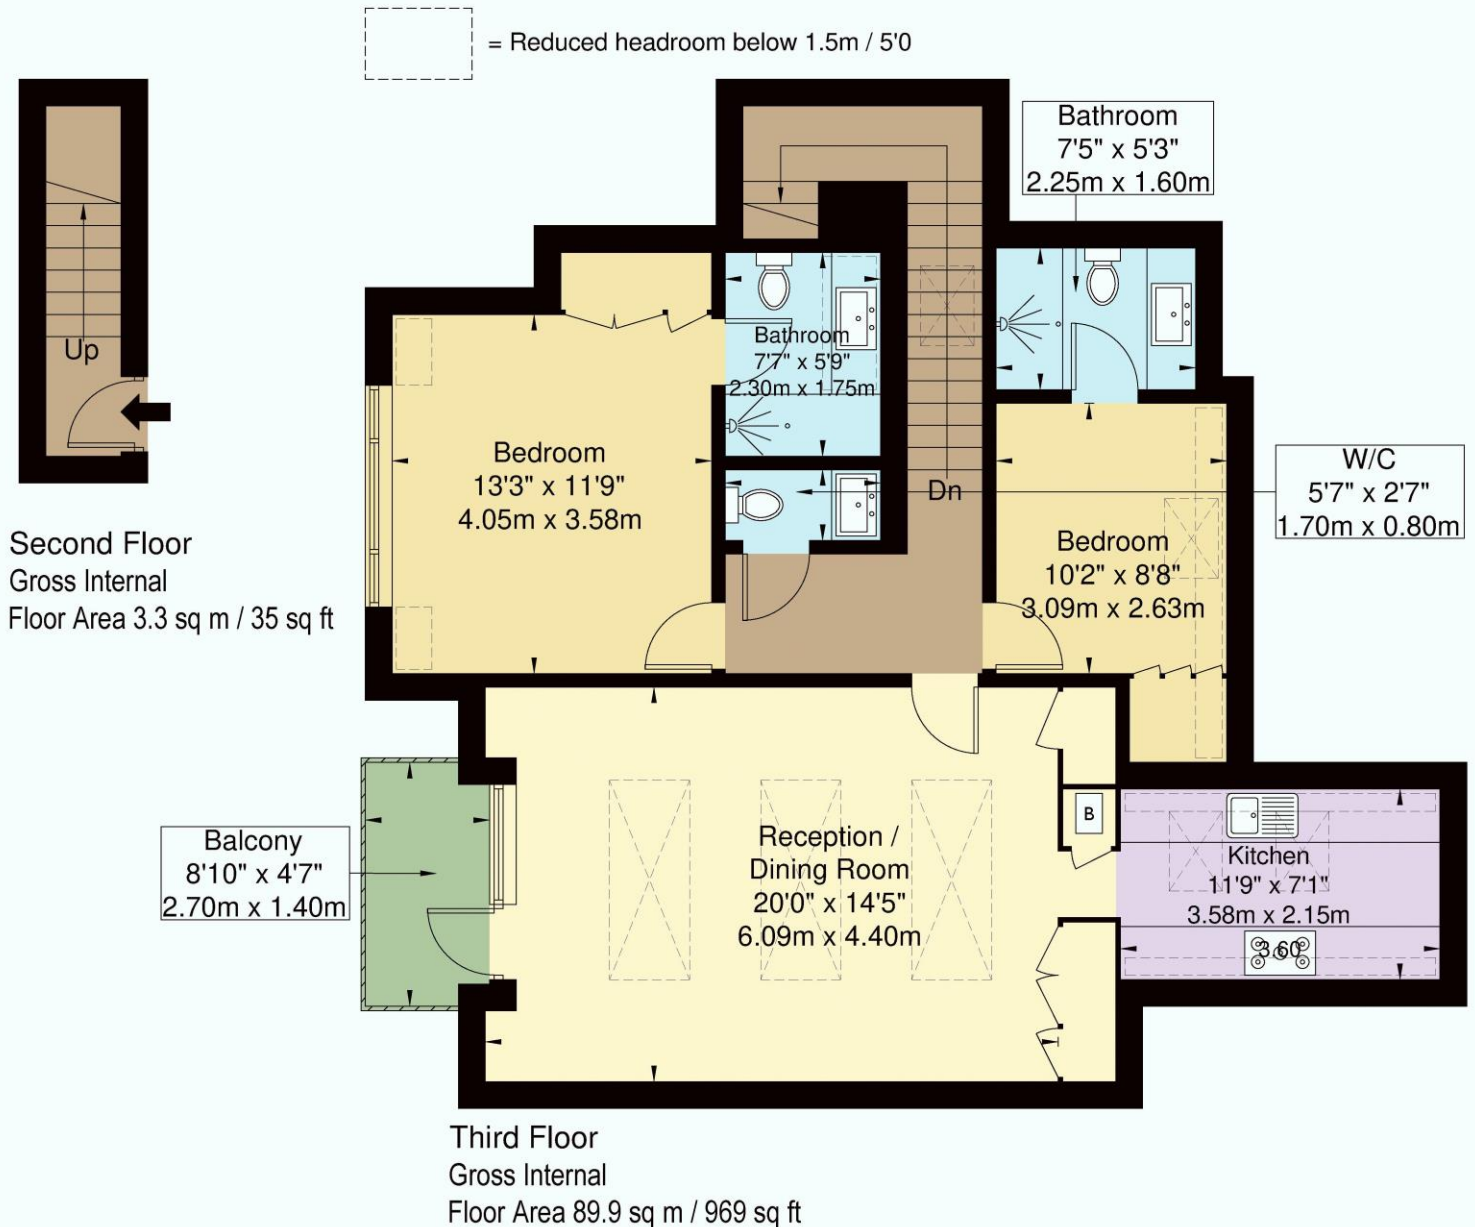 = Reduced headroom below 1.5m / 5'0
Up
Second Floor
Gross Internal
Floor Area 3.3 sq m / 35 sq ft
Bathroom
7'5" x 5'3"
2.25m x 1.60m
Bathroom
7'7" x 5'9"
2.30m x 1.75m
Bedroom
13'3" x 11'9"
4.05m x 3.58m
Dn
W/C
5'7" x 2'7"
1.70m x 0.80m
Bedroom
10'2" x 8'8"
3.09m x 2.63m
Balcony
8'10" x 4'7"
2.70m x 1.40m
Reception /
Dining Room
20'0" x 14'5"
6.09m x 4.40m
B
Kitchen
11'9" x 7'1"
3.58m x 2.15m
3.60
Third Floor
Gross Internal
Floor Area 89.9 sq m / 969 sq ft